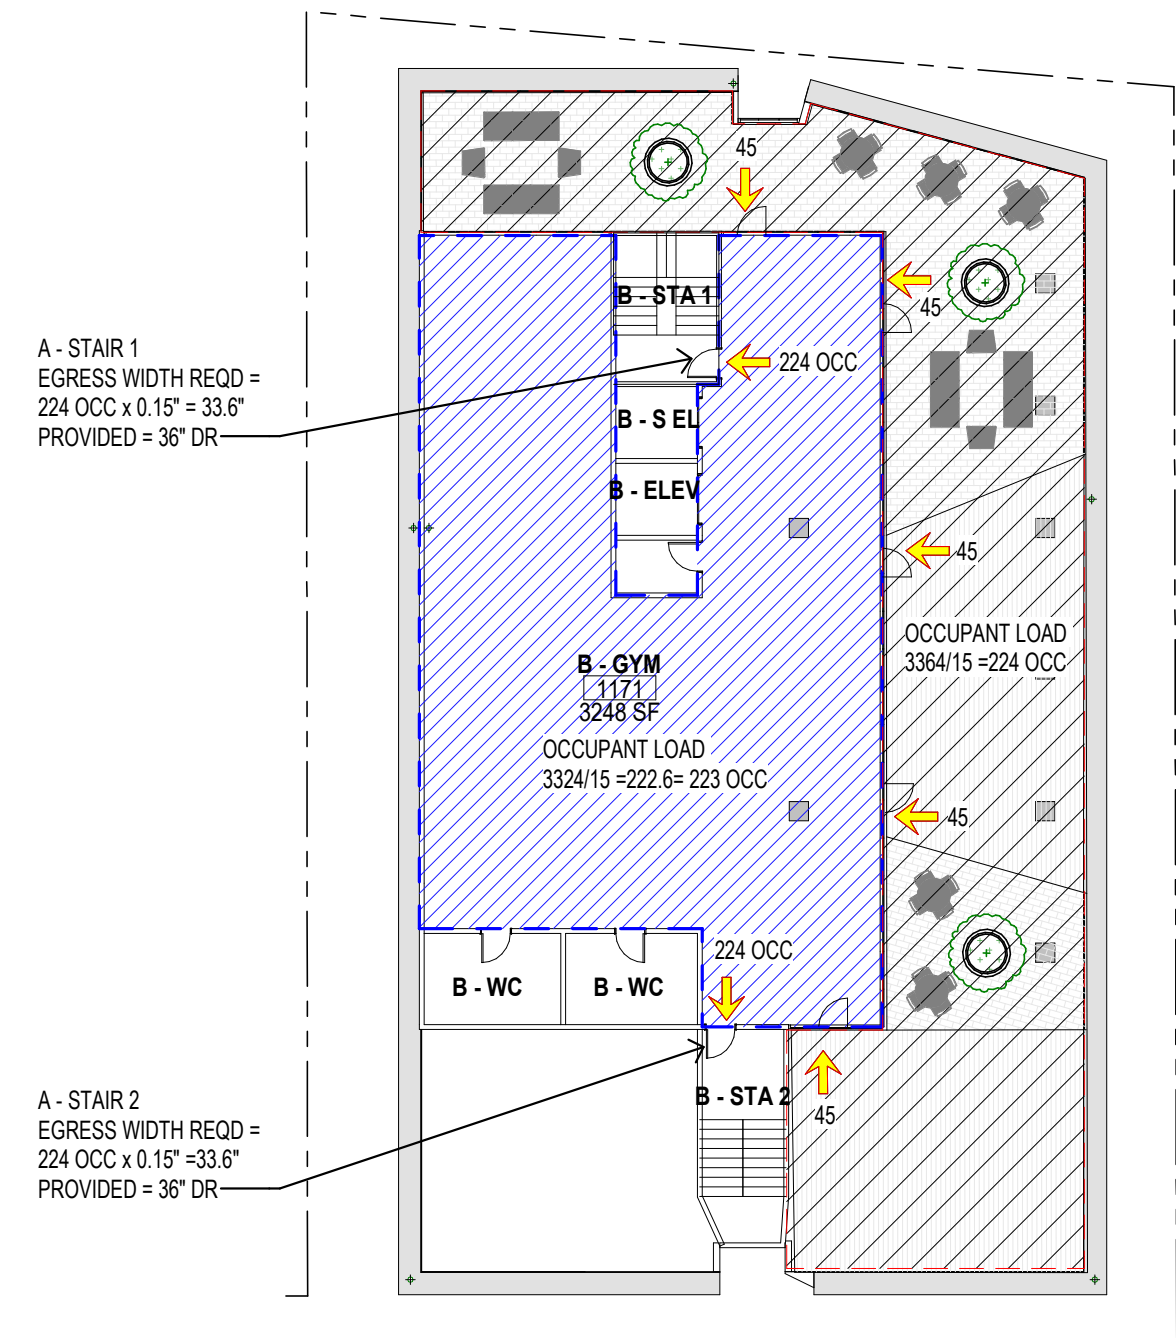 45
B - STA 1
45
A - STAIR 1
EGRESS WIDTH REQD =
224 OCC x 0.15" = 33.6"
PROVIDED = 36" DR
224 OCC
B - S EL
B - ELEV
45
OCCUPANT LOAD
3364/15 =224 OCC
B - GYM
1171
3248 SF
OCCUPANT LOAD
3324/15 =222.6= 223 OCC
45
224 OCC
B - WC
B - WC
A - STAIR 2
EGRESS WIDTH REQD =
224 OCC x 0.15" =33.6"
PROVIDED = 36" DR
B - STA 2
45